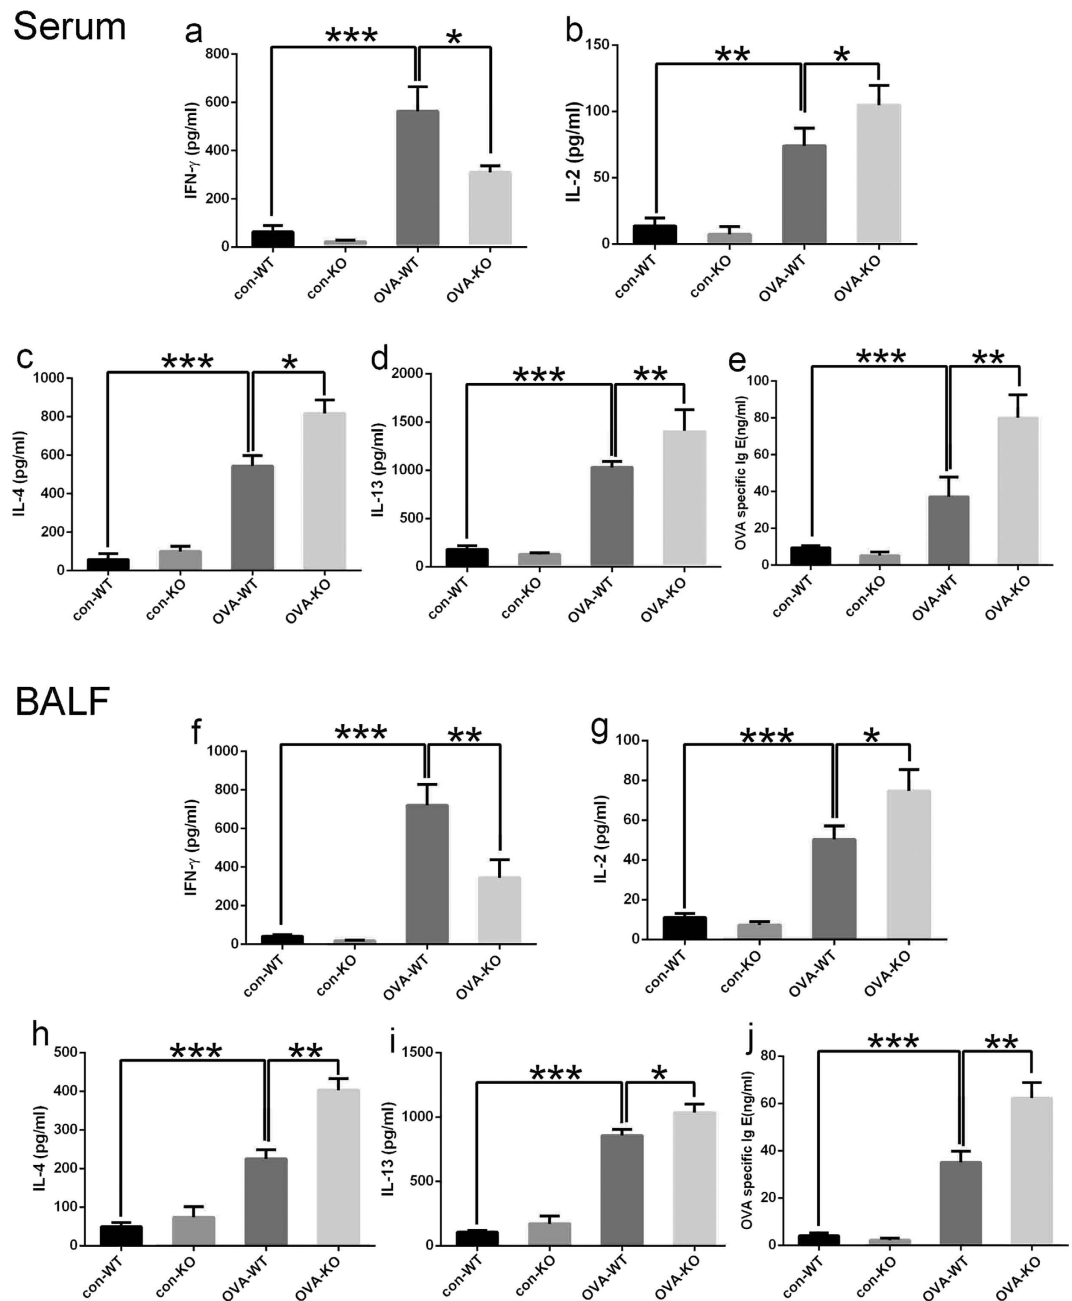 Serum
a
*** *
IFN-γ (pg/ml)
800
600
400
200
0
con-WT
con-KO
OVA-WT
OVA-KO
b
** *
IL-2 (pg/ml)
150
100
50
0
con-WT
con-KO
OVA-WT
OVA-KO
c
*** *
IL-4 (pg/ml)
1000
800
600
400
200
0
con-WT
con-KO
OVA-WT
OVA-KO
d
*** **
IL-13 (pg/ml)
2000
1500
1000
500
0
con-WT
con-KO
OVA-WT
OVA-KO
e
*** **
OVA specific Ig E(ng/ml)
100
80
60
40
20
0
con-WT
con-KO
OVA-WT
OVA-KO
BALF
f
*** **
IFN-γ (pg/ml)
1000
800
600
400
200
0
con-WT
con-KO
OVA-WT
OVA-KO
g
*** *
IL-2 (pg/ml)
100
80
60
40
20
0
con-WT
con-KO
OVA-WT
OVA-KO
h
*** **
IL-4 (pg/ml)
500
400
300
200
100
0
con-WT
con-KO
OVA-WT
OVA-KO
i
*** *
IL-13 (pg/ml)
1500
1000
500
0
con-WT
con-KO
OVA-WT
OVA-KO
j
*** **
OVA specific Ig E(ng/ml)
80
60
40
20
0
con-WT
con-KO
OVA-WT
OVA-KO